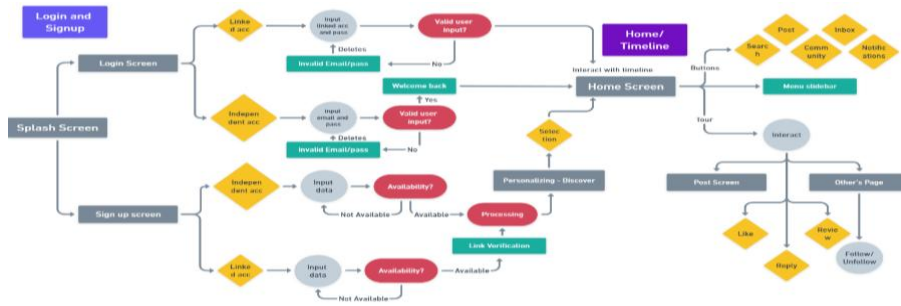 Login and
Signup
Linke
d acc
Input
linked acc
and pass
Valid user
input?
Deletes
No
Invalid Email/pass
Login Screen
Home/
Timeline
Interact with timeline
Home Screen
Buttons
Post
Inbox
Searc
h
Com
munity
Notific
ations
Menu slidebar
Tour
Interact
Welcome back
Yes
Indepen
dent acc
Input
email and
pass
Valid user
input?
Deletes
No
Invalid Email/pass
Splash Screen
Selec
tion
Personalizing - Discover
Post Screen
Other's Page
Indepen
dent acc
Input
data
Availability?
Not Available
Available
Processing
Sign up screen
Link Verification
Like
Reply
Revie
w
Follow/
Unfollow
Linke
d acc
Input
data
Availability?
Available
Not Available